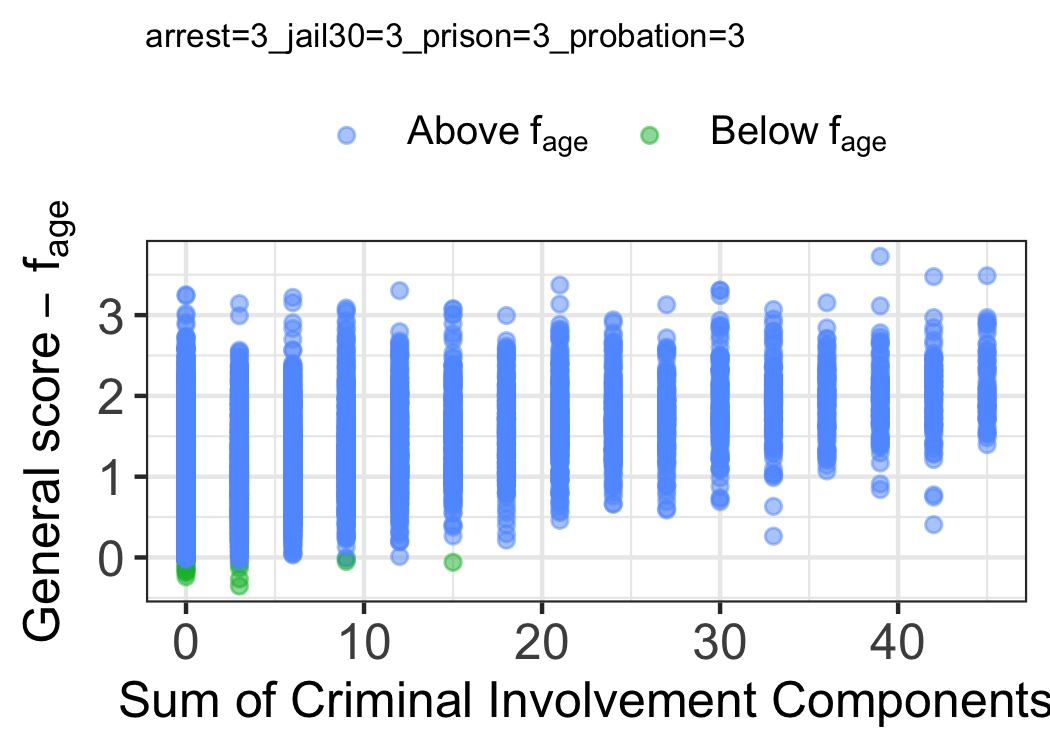 arrest=3_jail30=3_prison=3_probation=3
Above fage
Below fage
General score − fage
3
2
1
0
0
10
20
30
40
Sum of Criminal Involvement Components